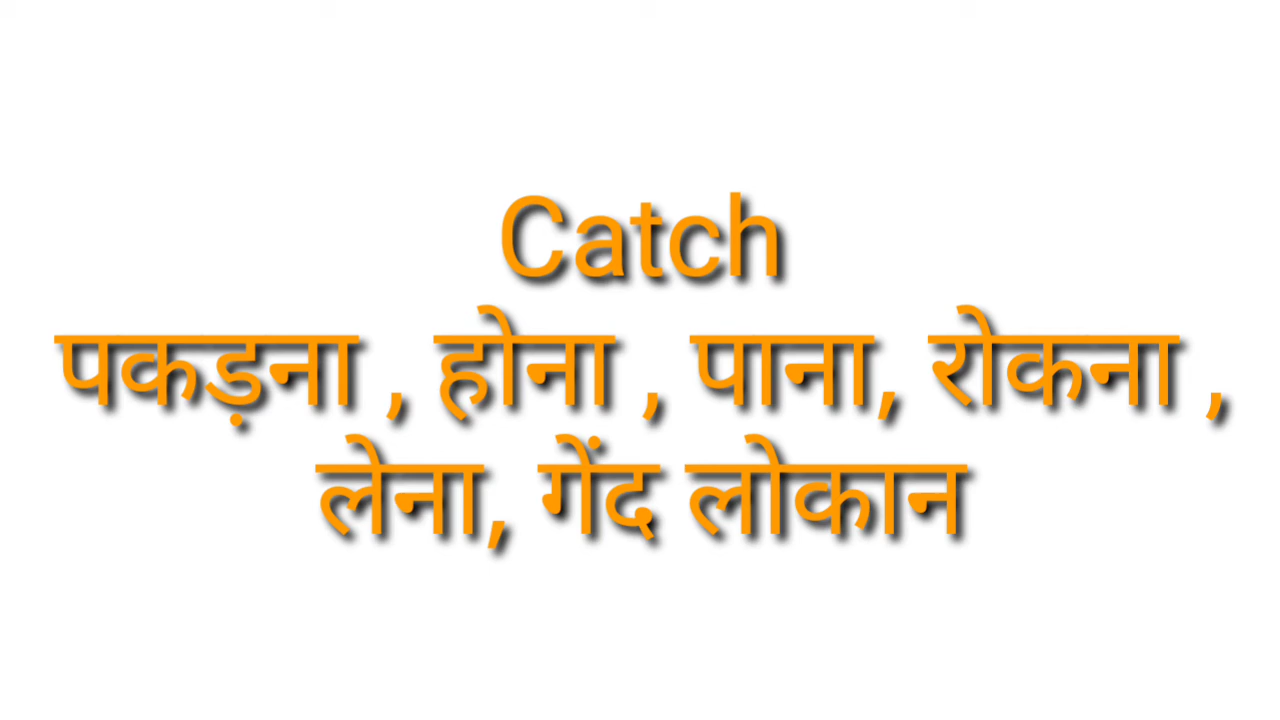 Catch
पकड़ना , होना , पाना, रोकना ,
लेना, गेंद लोकान